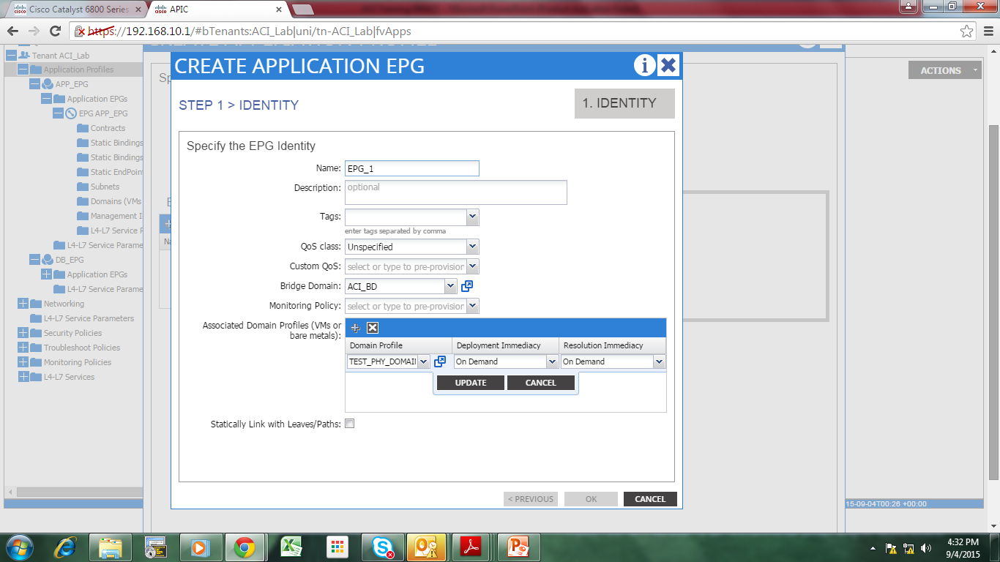 Cisco Catalyst 6800 Series
APIC
https://192.168.10.1/#bTenants:ACI_Lab|uni/tn-ACI_Lab|fvApps
Tenant ACI_Lab
Application Profiles
APP_EPG
Application EPGs
EPG APP_EPG
Contracts
Static Bindings
Static Bindings
Static EndPoin
Subnets
Domains (VMs
Management I
L4-L7 Service P
L4-L7 Service Parame
DB_EPG
Application EPGs
L4-L7 Service Parame
Networking
L4-L7 Service Parameters
Security Policies
Troubleshoot Policies
Monitoring Policies
L4-L7 Services
ACTIONS
Sp
CREATE APPLICATION EPG
STEP 1 > IDENTITY
1. IDENTITY
Specify the EPG Identity
Name: EPG_1
Description: optional
Tags:
enter tags separated by comma
QoS class: Unspecified
Custom QoS: select or type to pre-provision
Bridge Domain: ACI_BD
Monitoring Policy: select or type to pre-provision
Associated Domain Profiles (VMs or
bare metals):
Domain Profile Deployment Immediacy Resolution Immediacy
TEST_PHY_DOMAI On Demand On Demand
UPDATE CANCEL
Statically Link with Leaves/Paths:
< PREVIOUS OK CANCEL
15-09-04T00:26 +00:00
4:32 PM
9/4/2015